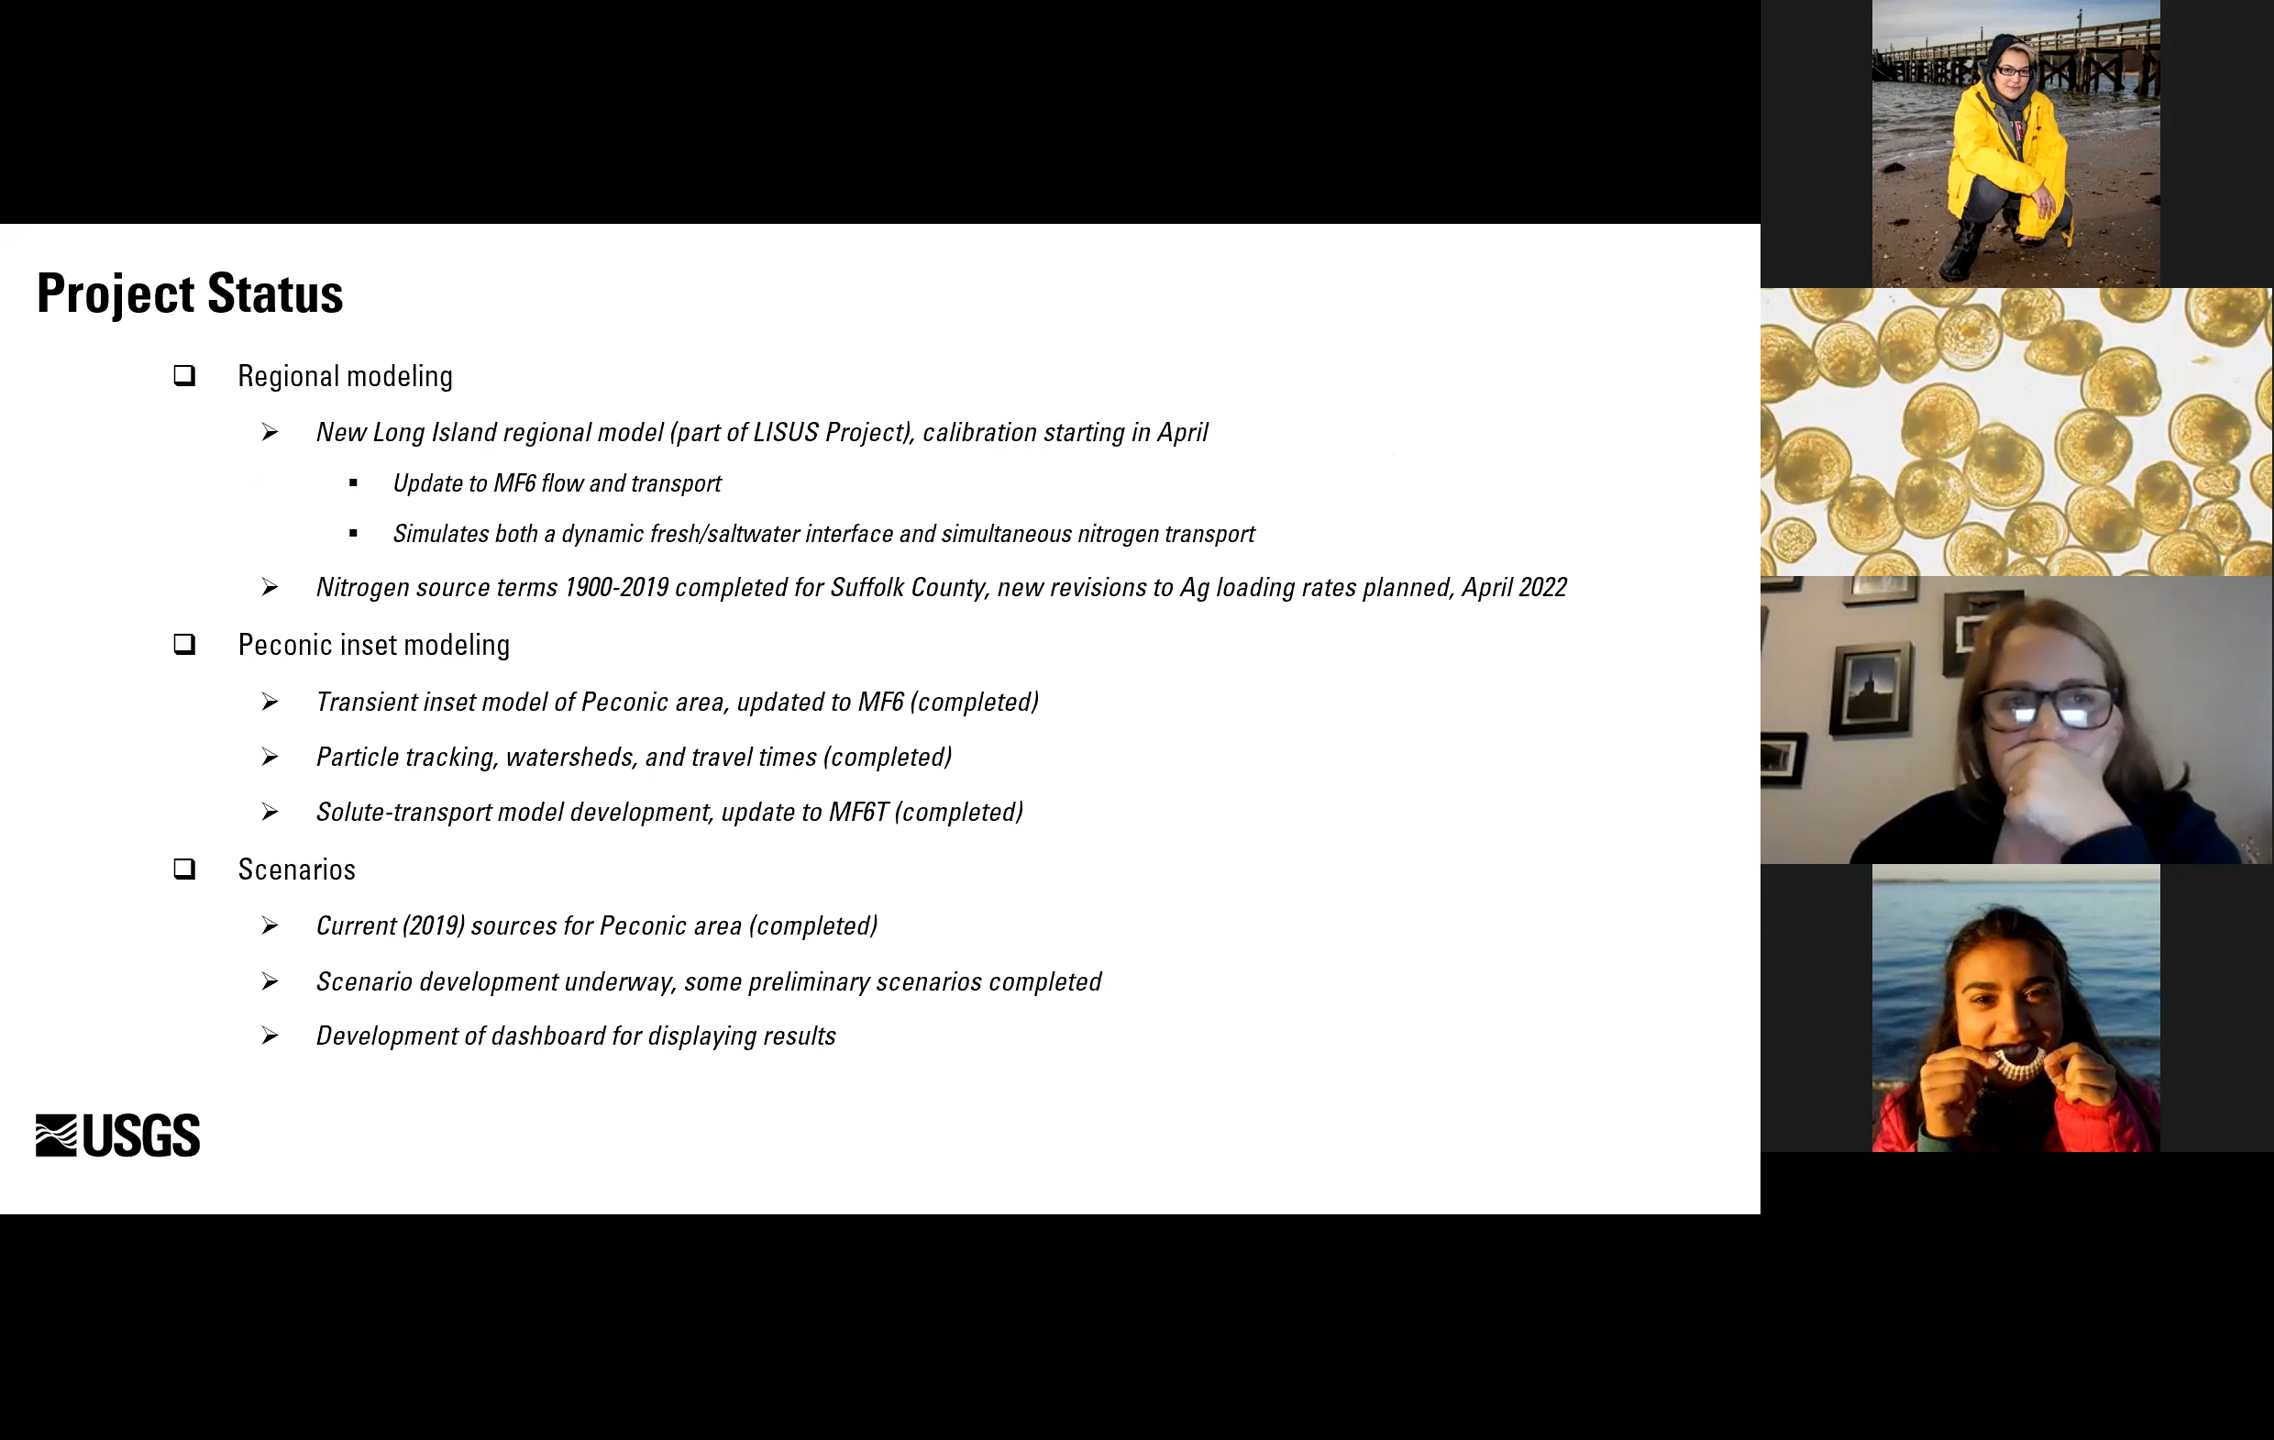 Project Status
Regional modeling
New Long Island regional model (part of LISUS Project), calibration starting in April
Update to MF6 flow and transport
Simulates both a dynamic fresh/saltwater interface and simultaneous nitrogen transport
Nitrogen source terms 1900-2019 completed for Suffolk County, new revisions to Ag loading rates planned, April 2022
Peconic inset modeling
Transient inset model of Peconic area, updated to MF6 (completed)
Particle tracking, watersheds, and travel times (completed)
Solute-transport model development, update to MF6T (completed)
Scenarios
Current (2019) sources for Peconic area (completed)
Scenario development underway, some preliminary scenarios completed
Development of dashboard for displaying results
USGS